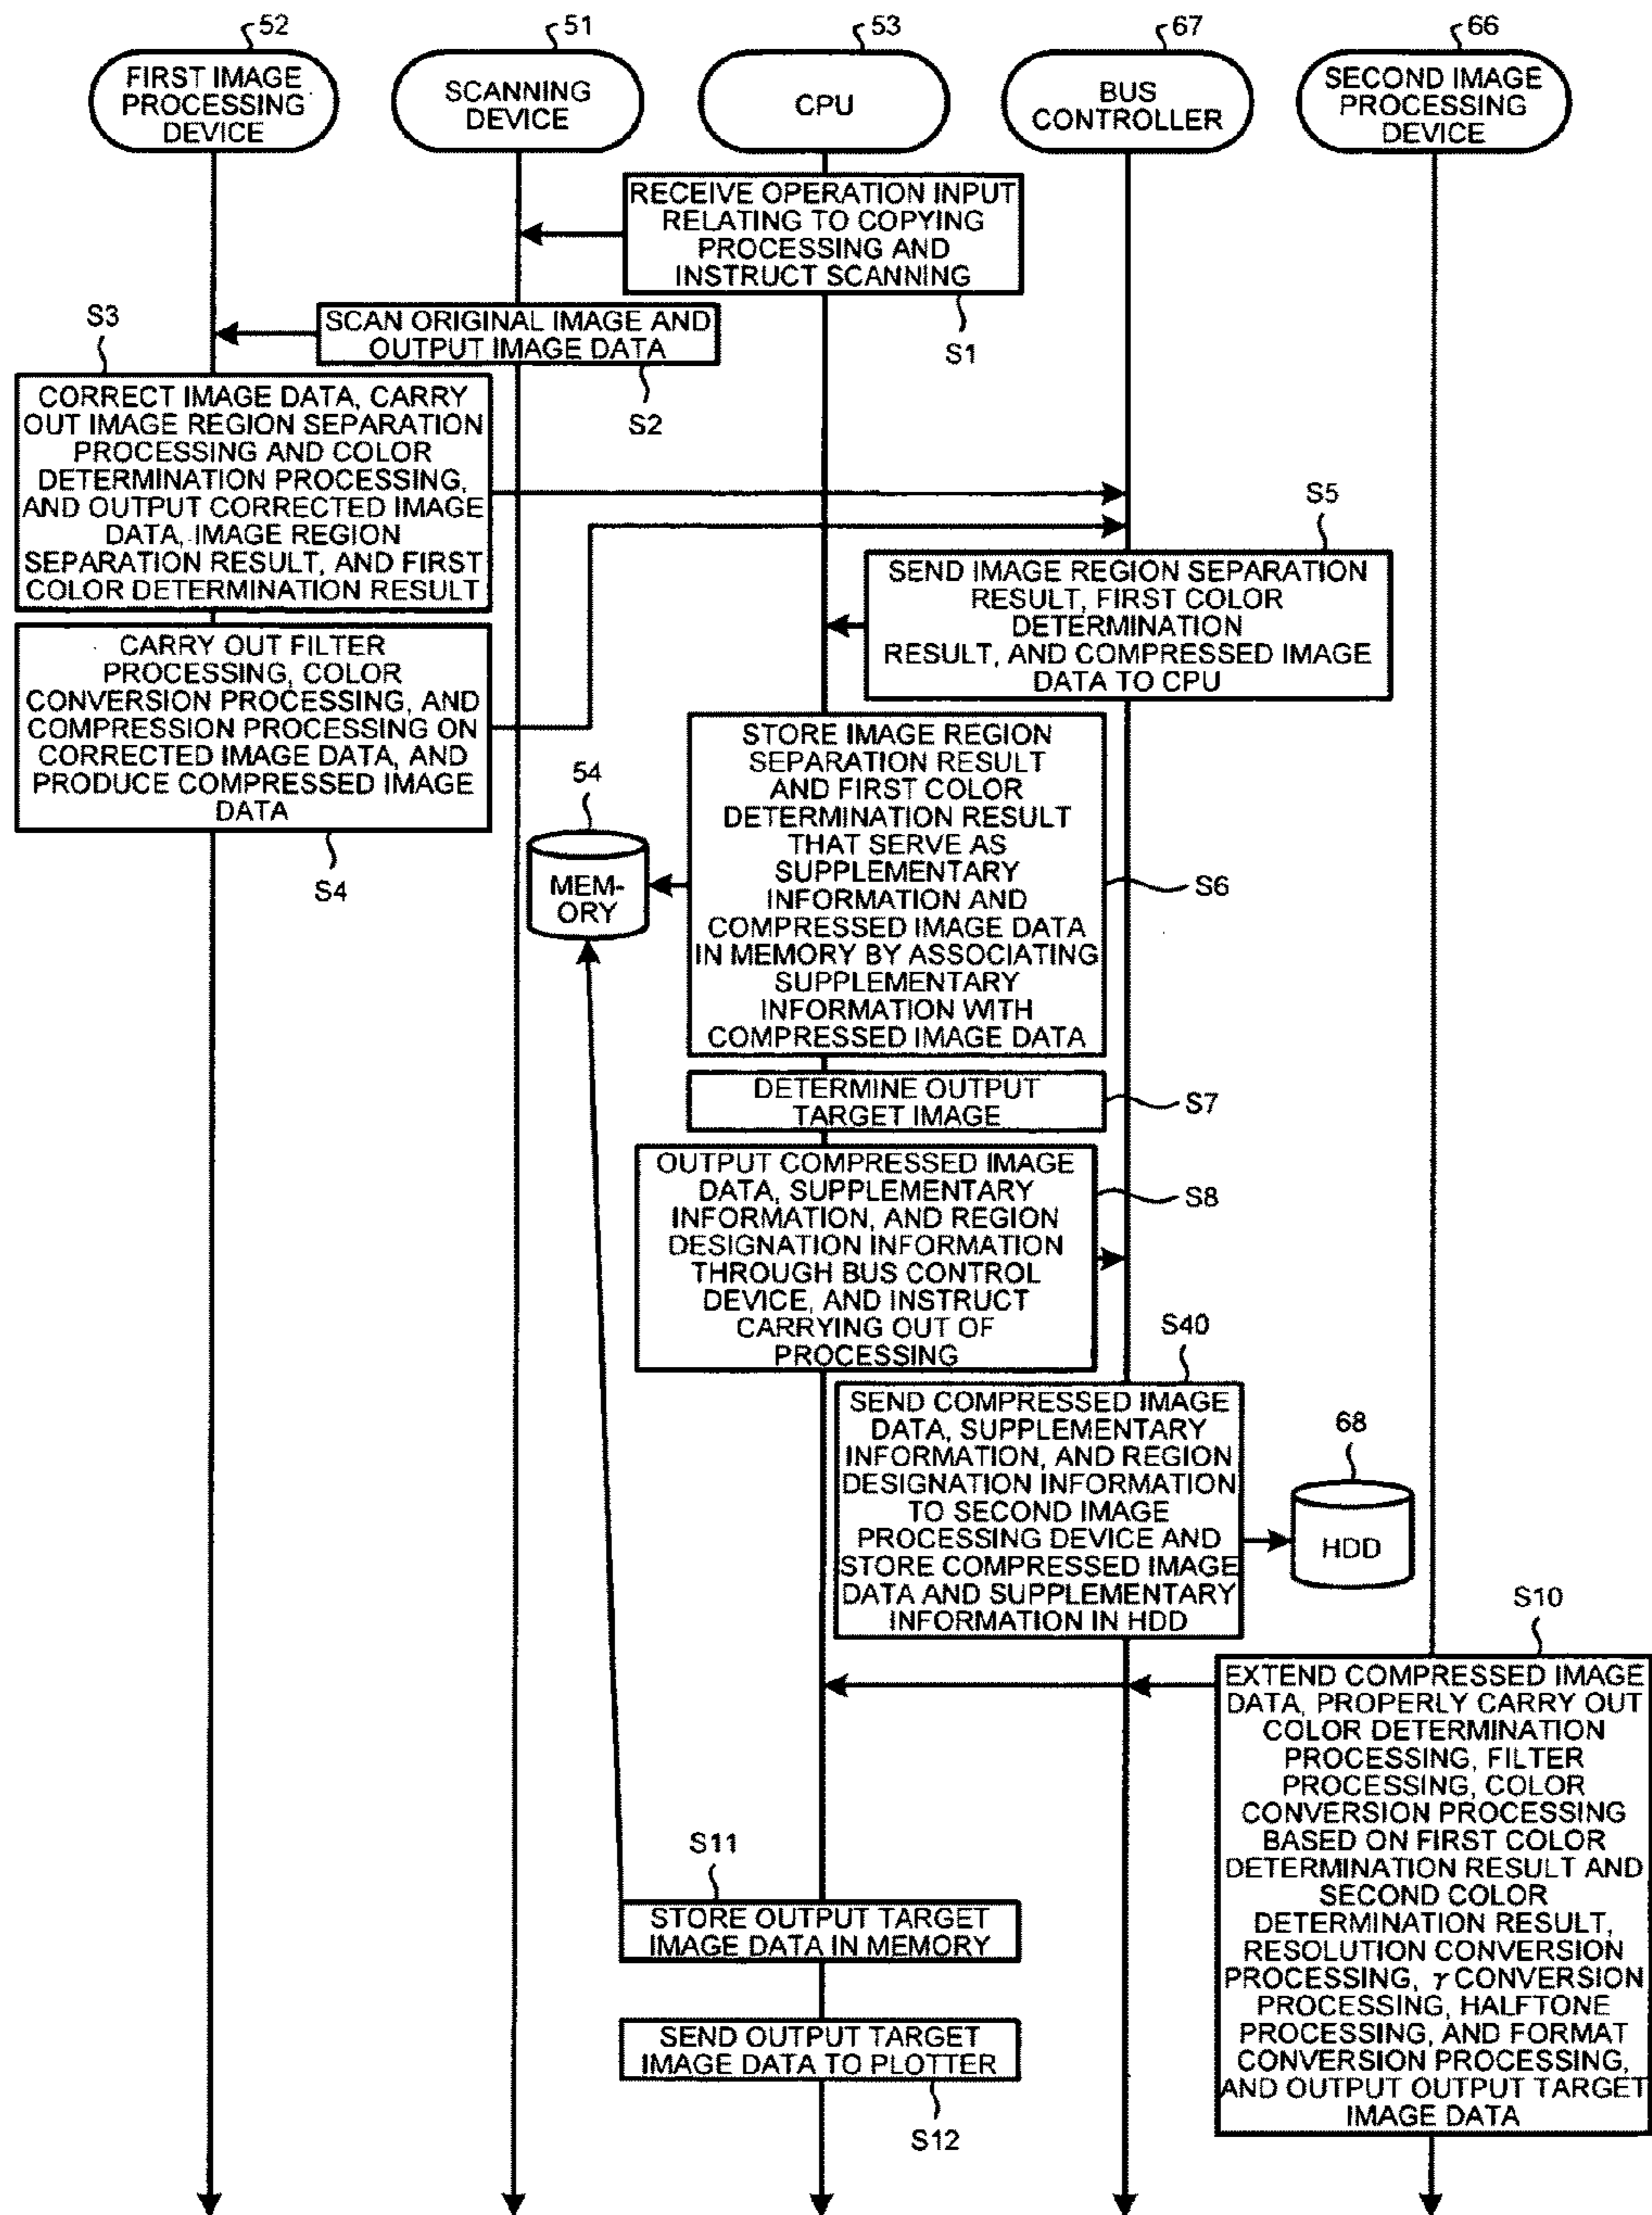 52
51
53
67
66
FIRST IMAGE
PROCESSING
DEVICE
SCANNING
DEVICE
CPU
BUS
CONTROLLER
SECOND IMAGE
PROCESSING
DEVICE
RECEIVE OPERATION INPUT
RELATING TO COPYING
PROCESSING AND
INSTRUCT SCANNING
S1
SCAN ORIGINAL IMAGE AND
OUTPUT IMAGE DATA
S2
S3
CORRECT IMAGE DATA, CARRY
OUT IMAGE REGION SEPARATION
PROCESSING AND COLOR
DETERMINATION PROCESSING,
AND OUTPUT CORRECTED IMAGE
DATA, IMAGE REGION
SEPARATION RESULT, AND FIRST
COLOR DETERMINATION RESULT
CARRY OUT FILTER
PROCESSING, COLOR
CONVERSION PROCESSING, AND
COMPRESSION PROCESSING ON
CORRECTED IMAGE DATA, AND
PRODUCE COMPRESSED IMAGE
DATA
S4
S5
SEND IMAGE REGION SEPARATION
RESULT, FIRST COLOR
DETERMINATION
RESULT, AND COMPRESSED IMAGE
DATA TO CPU
54
MEM-
ORY
STORE IMAGE REGION
SEPARATION RESULT
AND FIRST COLOR
DETERMINATION RESULT
THAT SERVE AS
SUPPLEMENTARY
INFORMATION AND
COMPRESSED IMAGE DATA
IN MEMORY BY ASSOCIATING
SUPPLEMENTARY
INFORMATION WITH
COMPRESSED IMAGE DATA
S6
DETERMINE OUTPUT
TARGET IMAGE
S7
OUTPUT COMPRESSED IMAGE
DATA, SUPPLEMENTARY
INFORMATION, AND REGION
DESIGNATION INFORMATION
THROUGH BUS CONTROL
DEVICE, AND INSTRUCT
CARRYING OUT OF
PROCESSING
S8
S40
SEND COMPRESSED IMAGE
DATA, SUPPLEMENTARY
INFORMATION, AND REGION
DESIGNATION INFORMATION
TO SECOND IMAGE
PROCESSING DEVICE AND
STORE COMPRESSED IMAGE
DATA AND SUPPLEMENTARY
INFORMATION IN HDD
68
HDD
S10
EXTEND COMPRESSED IMAGE
DATA, PROPERLY CARRY OUT
COLOR DETERMINATION
PROCESSING, FILTER
PROCESSING, COLOR
CONVERSION PROCESSING
BASED ON FIRST COLOR
DETERMINATION RESULT AND
SECOND COLOR
DETERMINATION RESULT,
RESOLUTION CONVERSION
PROCESSING, γ CONVERSION
PROCESSING, HALFTONE
PROCESSING, AND FORMAT
CONVERSION PROCESSING,
AND OUTPUT OUTPUT TARGET
IMAGE DATA
S11
STORE OUTPUT TARGET
IMAGE DATA IN MEMORY
SEND OUTPUT TARGET
IMAGE DATA TO PLOTTER
S12